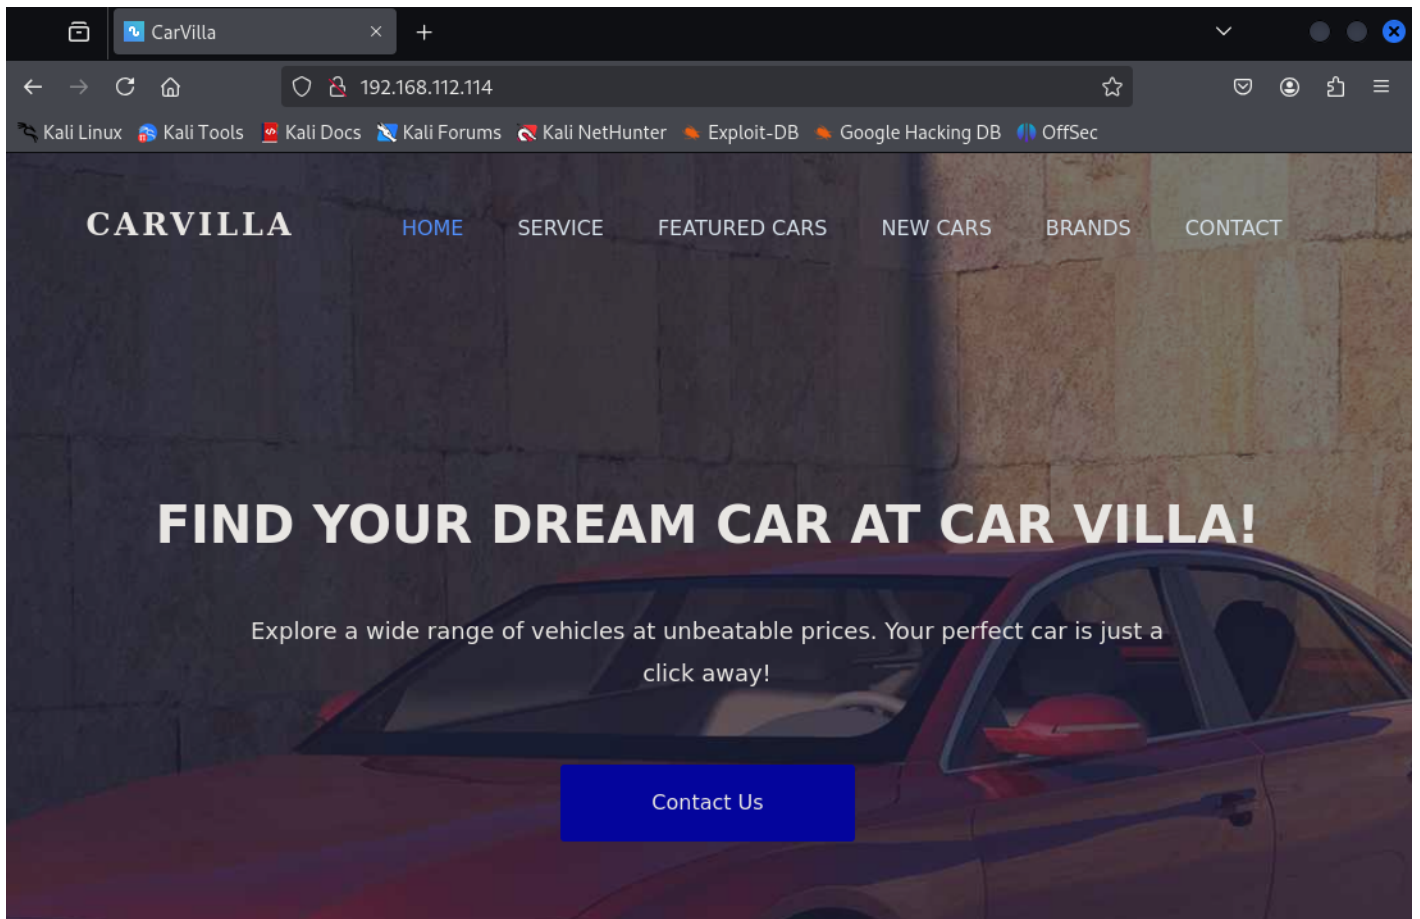 CarVilla
192.168.112.114
Kali Linux Kali Tools Kali Docs Kali Forums Kali NetHunter Exploit-DB Google Hacking DB OffSec
CARVILLA HOME SERVICE FEATURED CARS NEW CARS BRANDS CONTACT
FIND YOUR DREAM CAR AT CAR VILLA!
Explore a wide range of vehicles at unbeatable prices. Your perfect car is just a
click away!
Contact Us